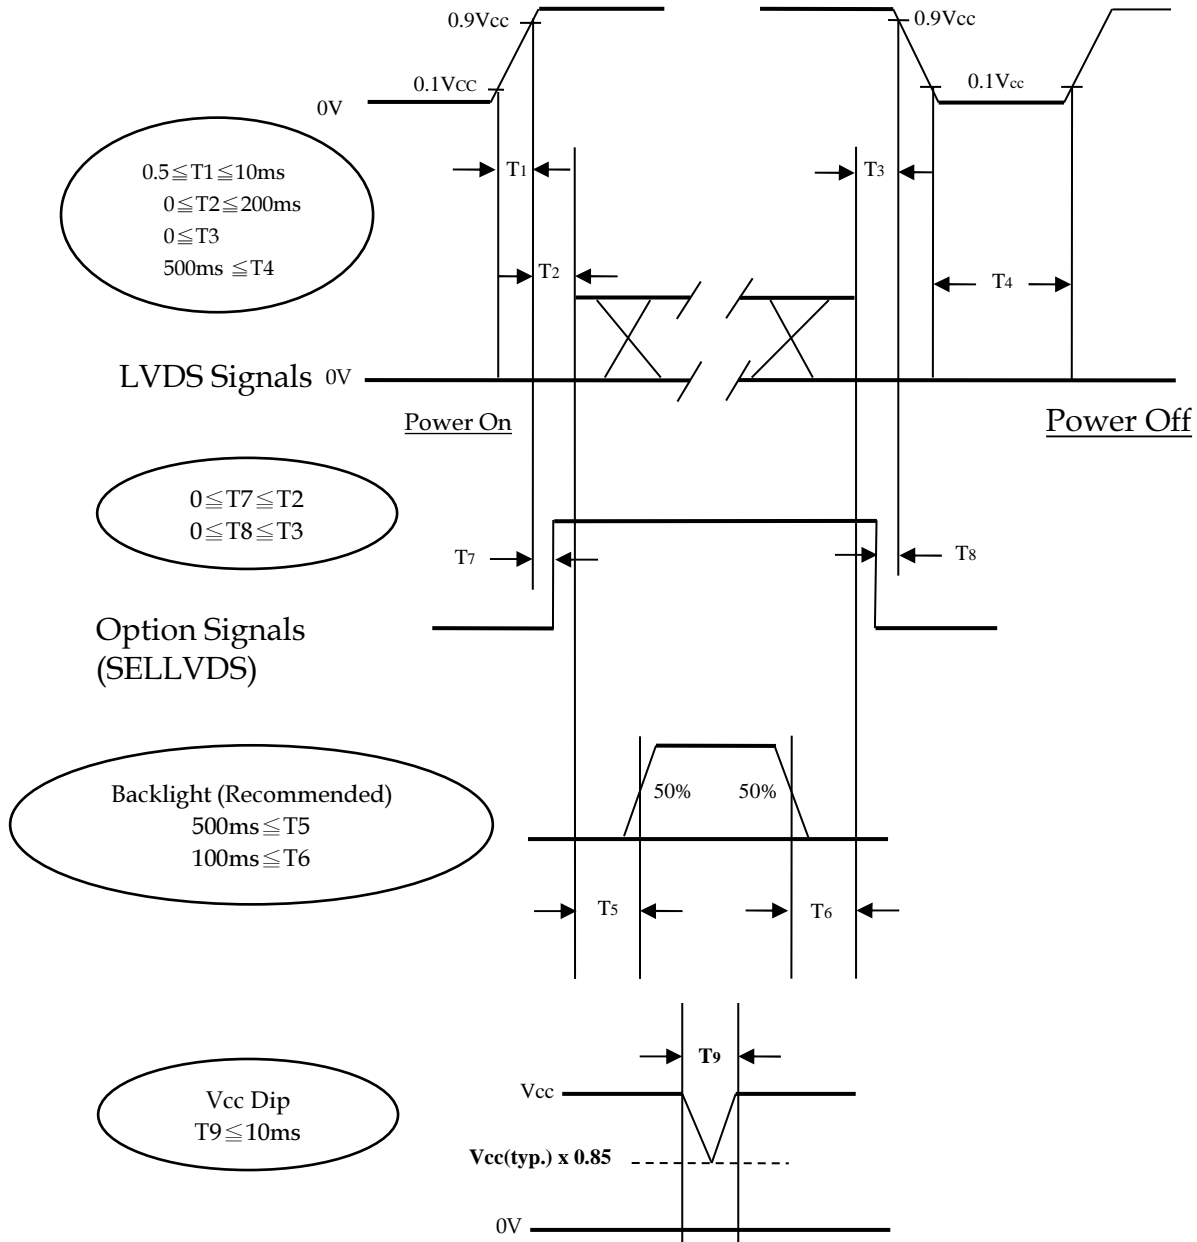 0.9Vcc
0.9Vcc
0.1VCC
0.1Vcc
0V
0.5≦T1≦10ms
0≦T2≦200ms
0≦T3
500ms ≦T4
T1
T3
T2
T4
LVDS Signals 0V
Power On
Power Off
0≦T7≦T2
0≦T8≦T3
T7
T8
Option Signals
(SELLVDS)
Backlight (Recommended)
500ms≦T5
100ms≦T6
50%
50%
T5
T6
T9
Vcc
Vcc Dip
T9≦10ms
Vcc(typ.) x 0.85
0V